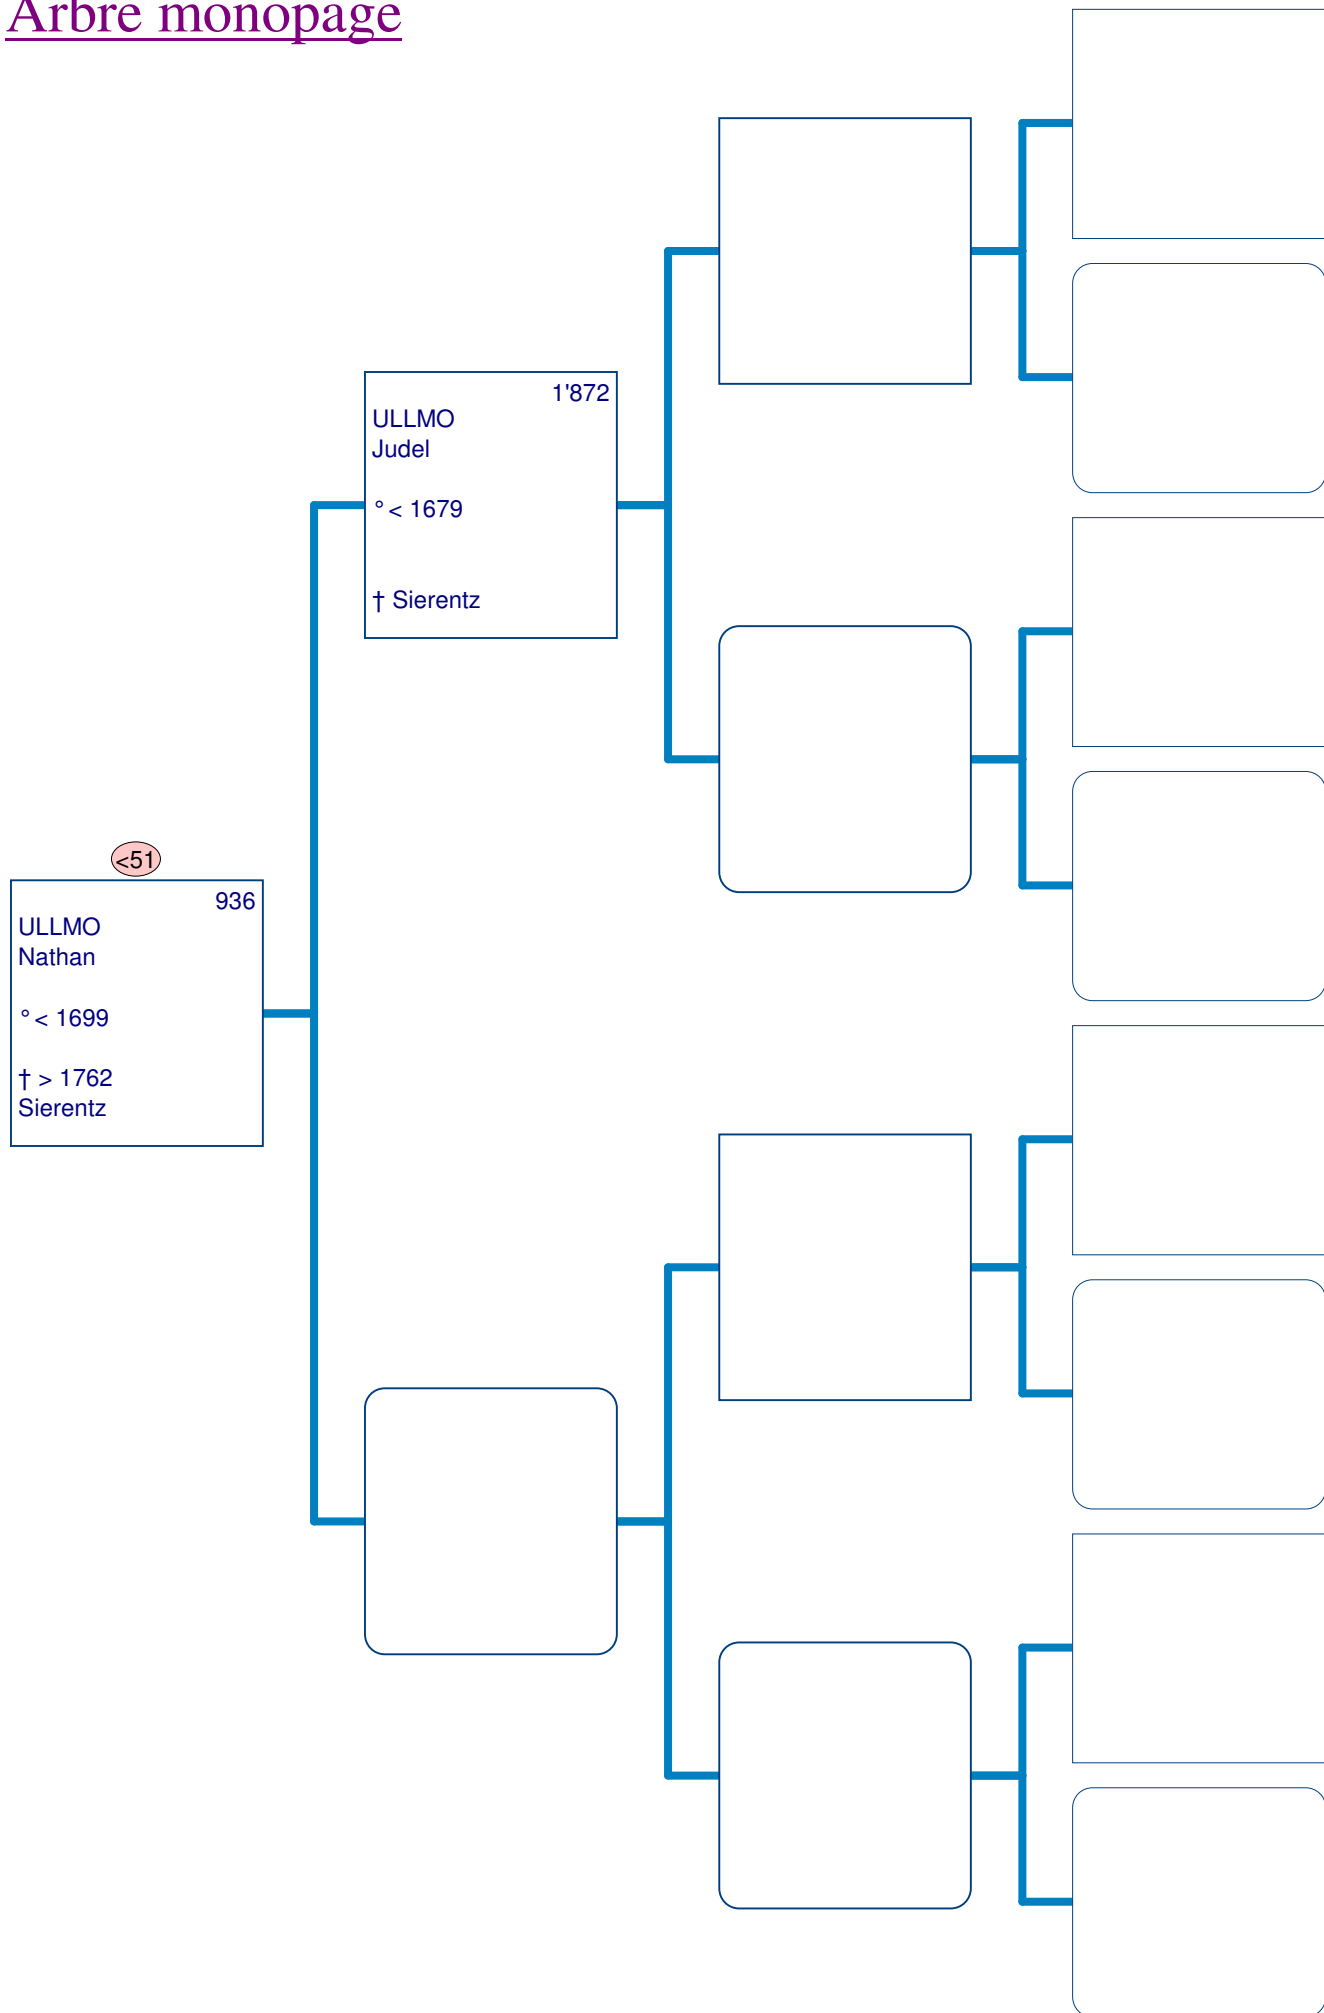 Arbre monopage
1'872
ULLMO
Judel
° < 1679
† Sierentz
<51
936
ULLMO
Nathan
° < 1699
† > 1762
Sierentz